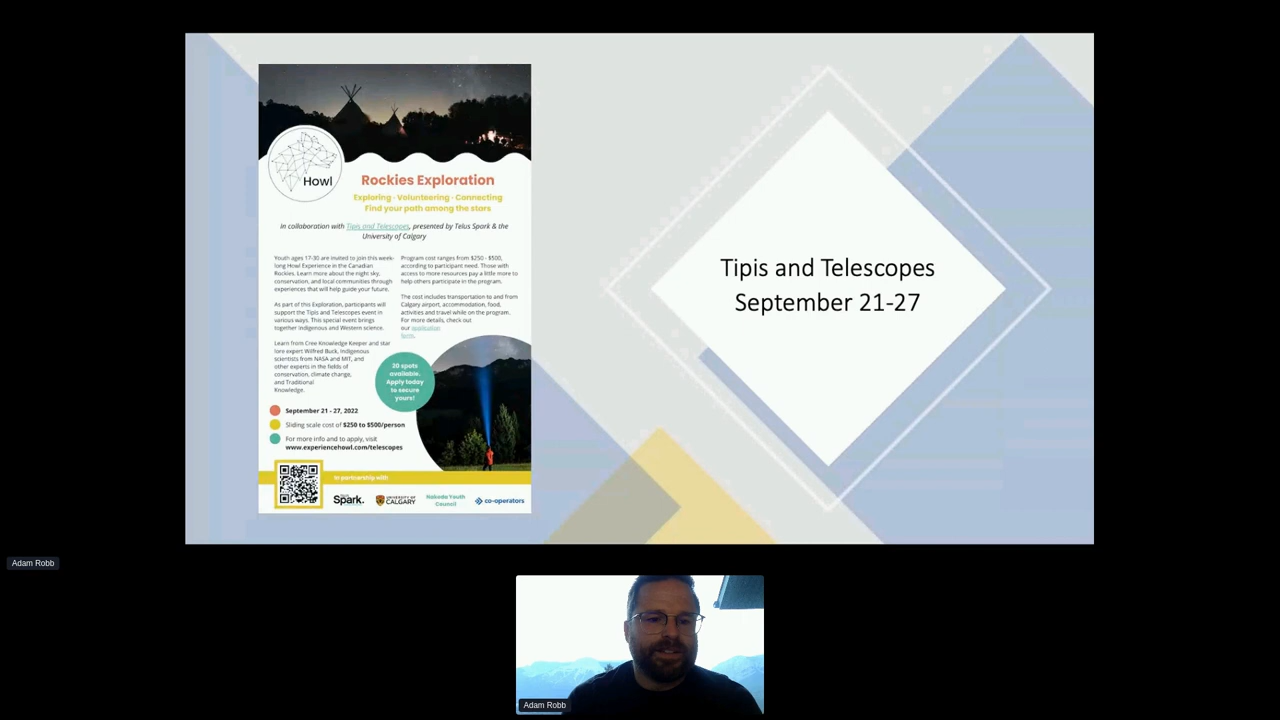 Howl
Rockies Exploration
Exploring · Volunteering · Connecting
Find your path among the stars
In collaboration with Tipis and Telescopes, presented by Telus Spark & the
University of Calgary
Youth ages 17-30 are invited to join this week-
long Howl Experience in the Canadian
Rockies. Learn more about the night sky,
conservation, and local communities through
experiences that will help guide your future.
As part of this Exploration, participants will
support the Tipis and Telescopes event in
various ways. This special event brings
together Indigenous and Western science.
Learn from Cree Knowledge Keeper and star
lore expert Wilfred Buck, Indigenous
scientists from NASA and MIT, and
other experts in the fields of
conservation, climate change,
and Traditional
Knowledge.
Program cost ranges from $250 - $500,
according to participant need. Those with
access to more resources pay a little more to
help others participate in the program.
The cost includes transportation to and from
Calgary airport, accommodation, food,
activities and travel while on the program.
For more details, check out
our application
form.
20 spots
available.
Apply today
to secure
yours!
September 21 - 27, 2022
Sliding scale cost of $250 to $500/person
For more info and to apply, visit
www.experiencehowl.com/telescopes
In partnership with
Spark.
UNIVERSITY OF
CALGARY
Nakoda Youth
Council
co-operators
Tipis and Telescopes
September 21-27
Adam Robb
Adam Robb